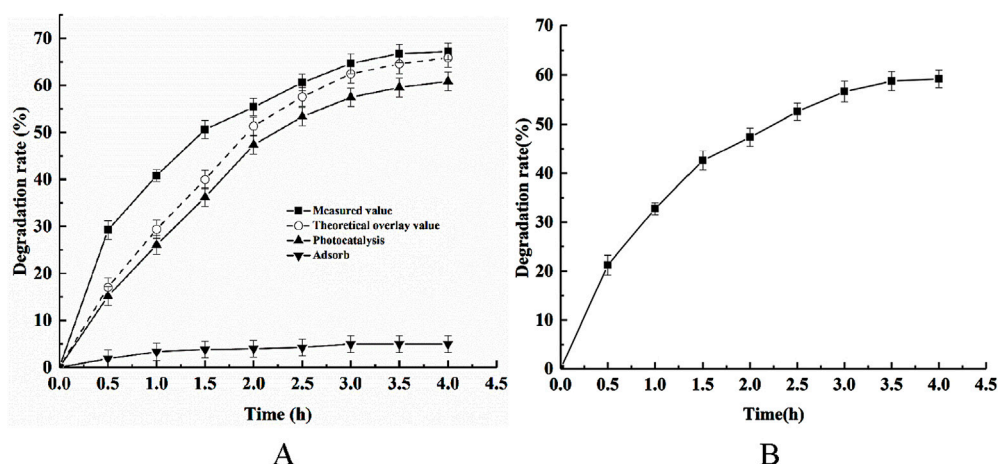 70
60
50
40
30
20
10
0
Degradation rate (%)
Measured value
Theoretical overlay value
Photocatalysis
Adsorb
0.0 0.5 1.0 1.5 2.0 2.5 3.0 3.5 4.0 4.5
Time (h)
A
70
60
50
40
30
20
10
0
Degradation rate(%)
0.0 0.5 1.0 1.5 2.0 2.5 3.0 3.5 4.0 4.5
Time(h)
B